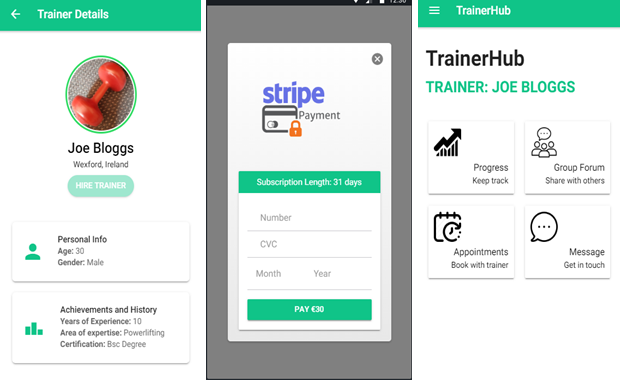 Trainer Details
Joe Bloggs
Wexford, Ireland
HIRE TRAINER
Personal Info
Age: 30
Gender: Male
Achievements and History
Years of Experience: 10
Area of expertise: Powerlifting
Certification: Bsc Degree
12:30
stripe
Payment
Subscription Length: 31 days
Number
CVC
Month Year
PAY €30
TrainerHub
TrainerHub
TRAINER: JOE BLOGGS
Progress
Keep track
Group Forum
Share with others
Appointments
Book with trainer
Message
Get in touch